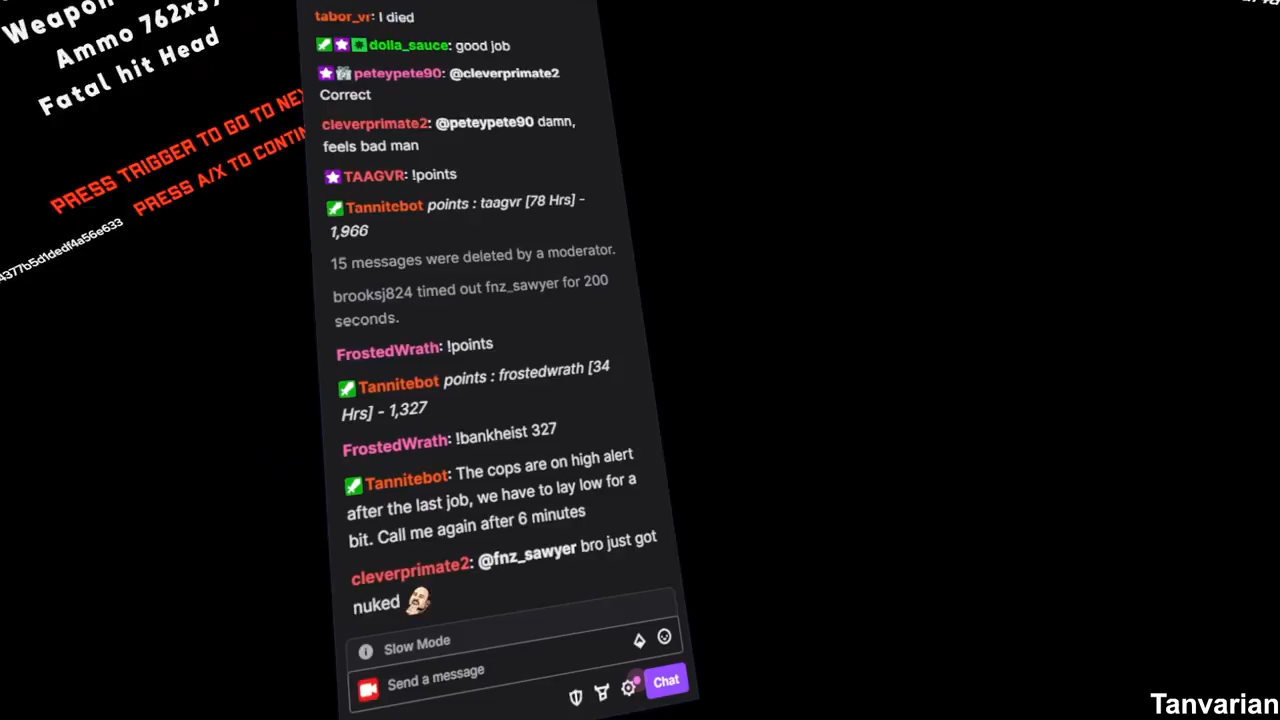 Weapon
Ammo 762x3
Fatal hit Head
PRESS TRIGGER TO GO TO NEX
PRESS A/X TO CONTIN
4377b5d1dedf4a56e633
tabor_vr: I died
dolla_sauce: good job
peteypete90: @cleverprimate2
Correct
cleverprimate2: @peteypete90 damn,
feels bad man
TAAGVR: !points
Tannitebot points : taagvr [78 Hrs] -
1,966
15 messages were deleted by a moderator.
brooksj824 timed out fnz_sawyer for 200
seconds.
FrostedWrath: !points
Tannitebot points : frostedwrath [34
Hrs] - 1,327
FrostedWrath: !bankheist 327
Tannitebot: The cops are on high alert
after the last job, we have to lay low for a
bit. Call me again after 6 minutes
cleverprimate2: @fnz_sawyer bro just got
nuked
Slow Mode
Send a message
Chat
Tanvarian